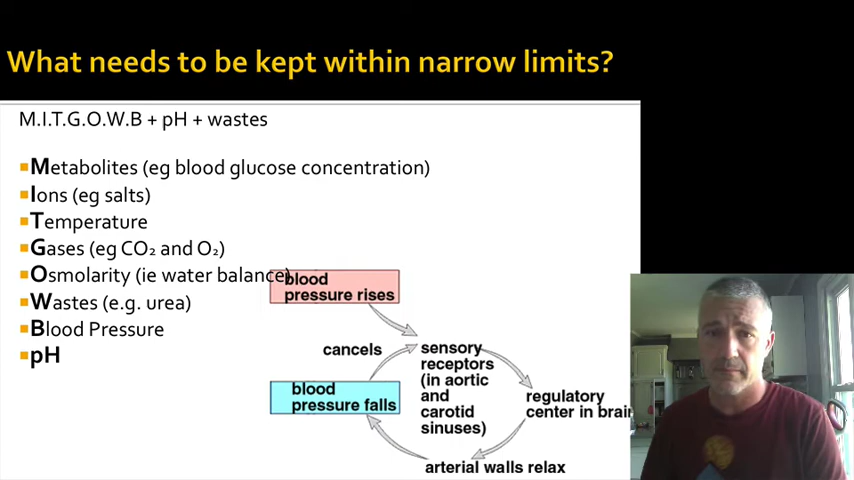 What needs to be kept within narrow limits?
M.I.T.G.O.W.B + pH + wastes
Metabolites (eg blood glucose concentration)
Ions (eg salts)
Temperature
Gases (eg CO₂ and O₂)
Osmolarity (ie water balance)
Wastes (e.g. urea)
Blood Pressure
pH
blood
pressure rises
cancels
sensory
receptors
(in aortic
and
carotid
sinuses)
blood
pressure falls
regulatory
center in brain
arterial walls relax